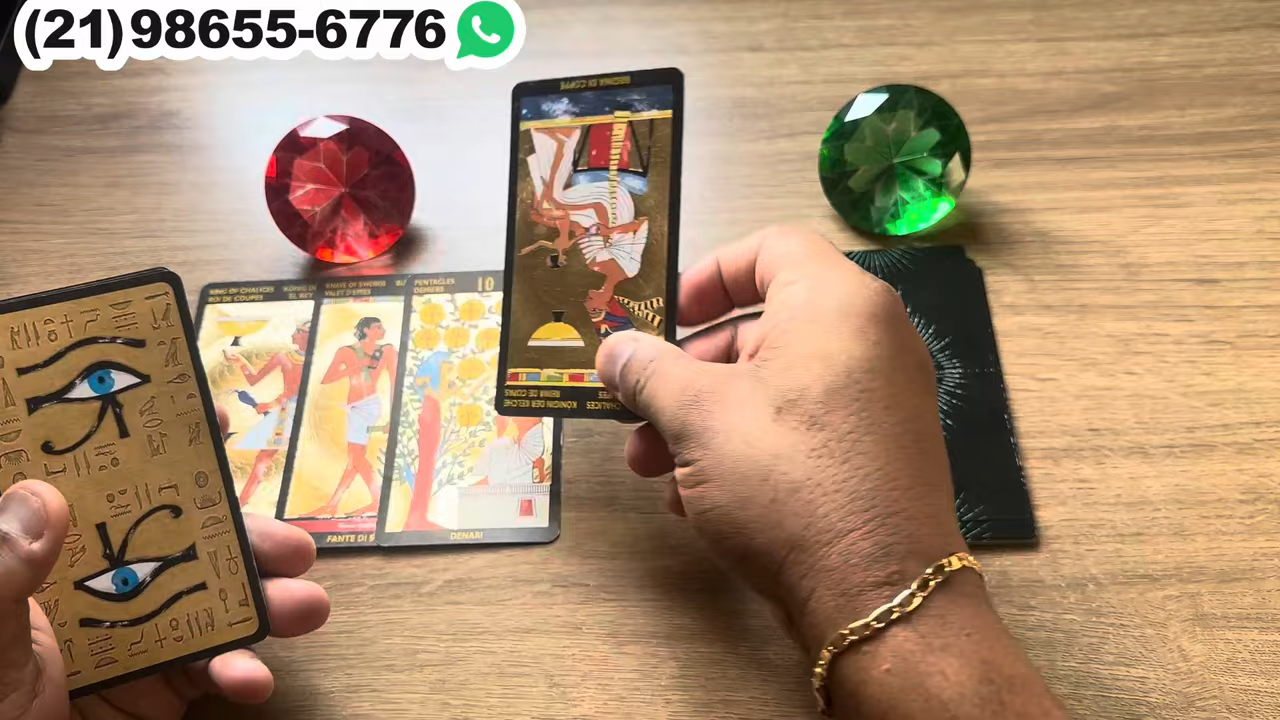 (21)98655-6776
REGINA DI COPPE
KING OF CHALICES
ROI DE COUPES
KNAVE OF SWORDS
VALET D'EPEES
PENTACLES 10
DENIERS
CHALICES
KÖNIGIN DER KELCHE
REINA DE COPAS
FANTE DI
DENARI